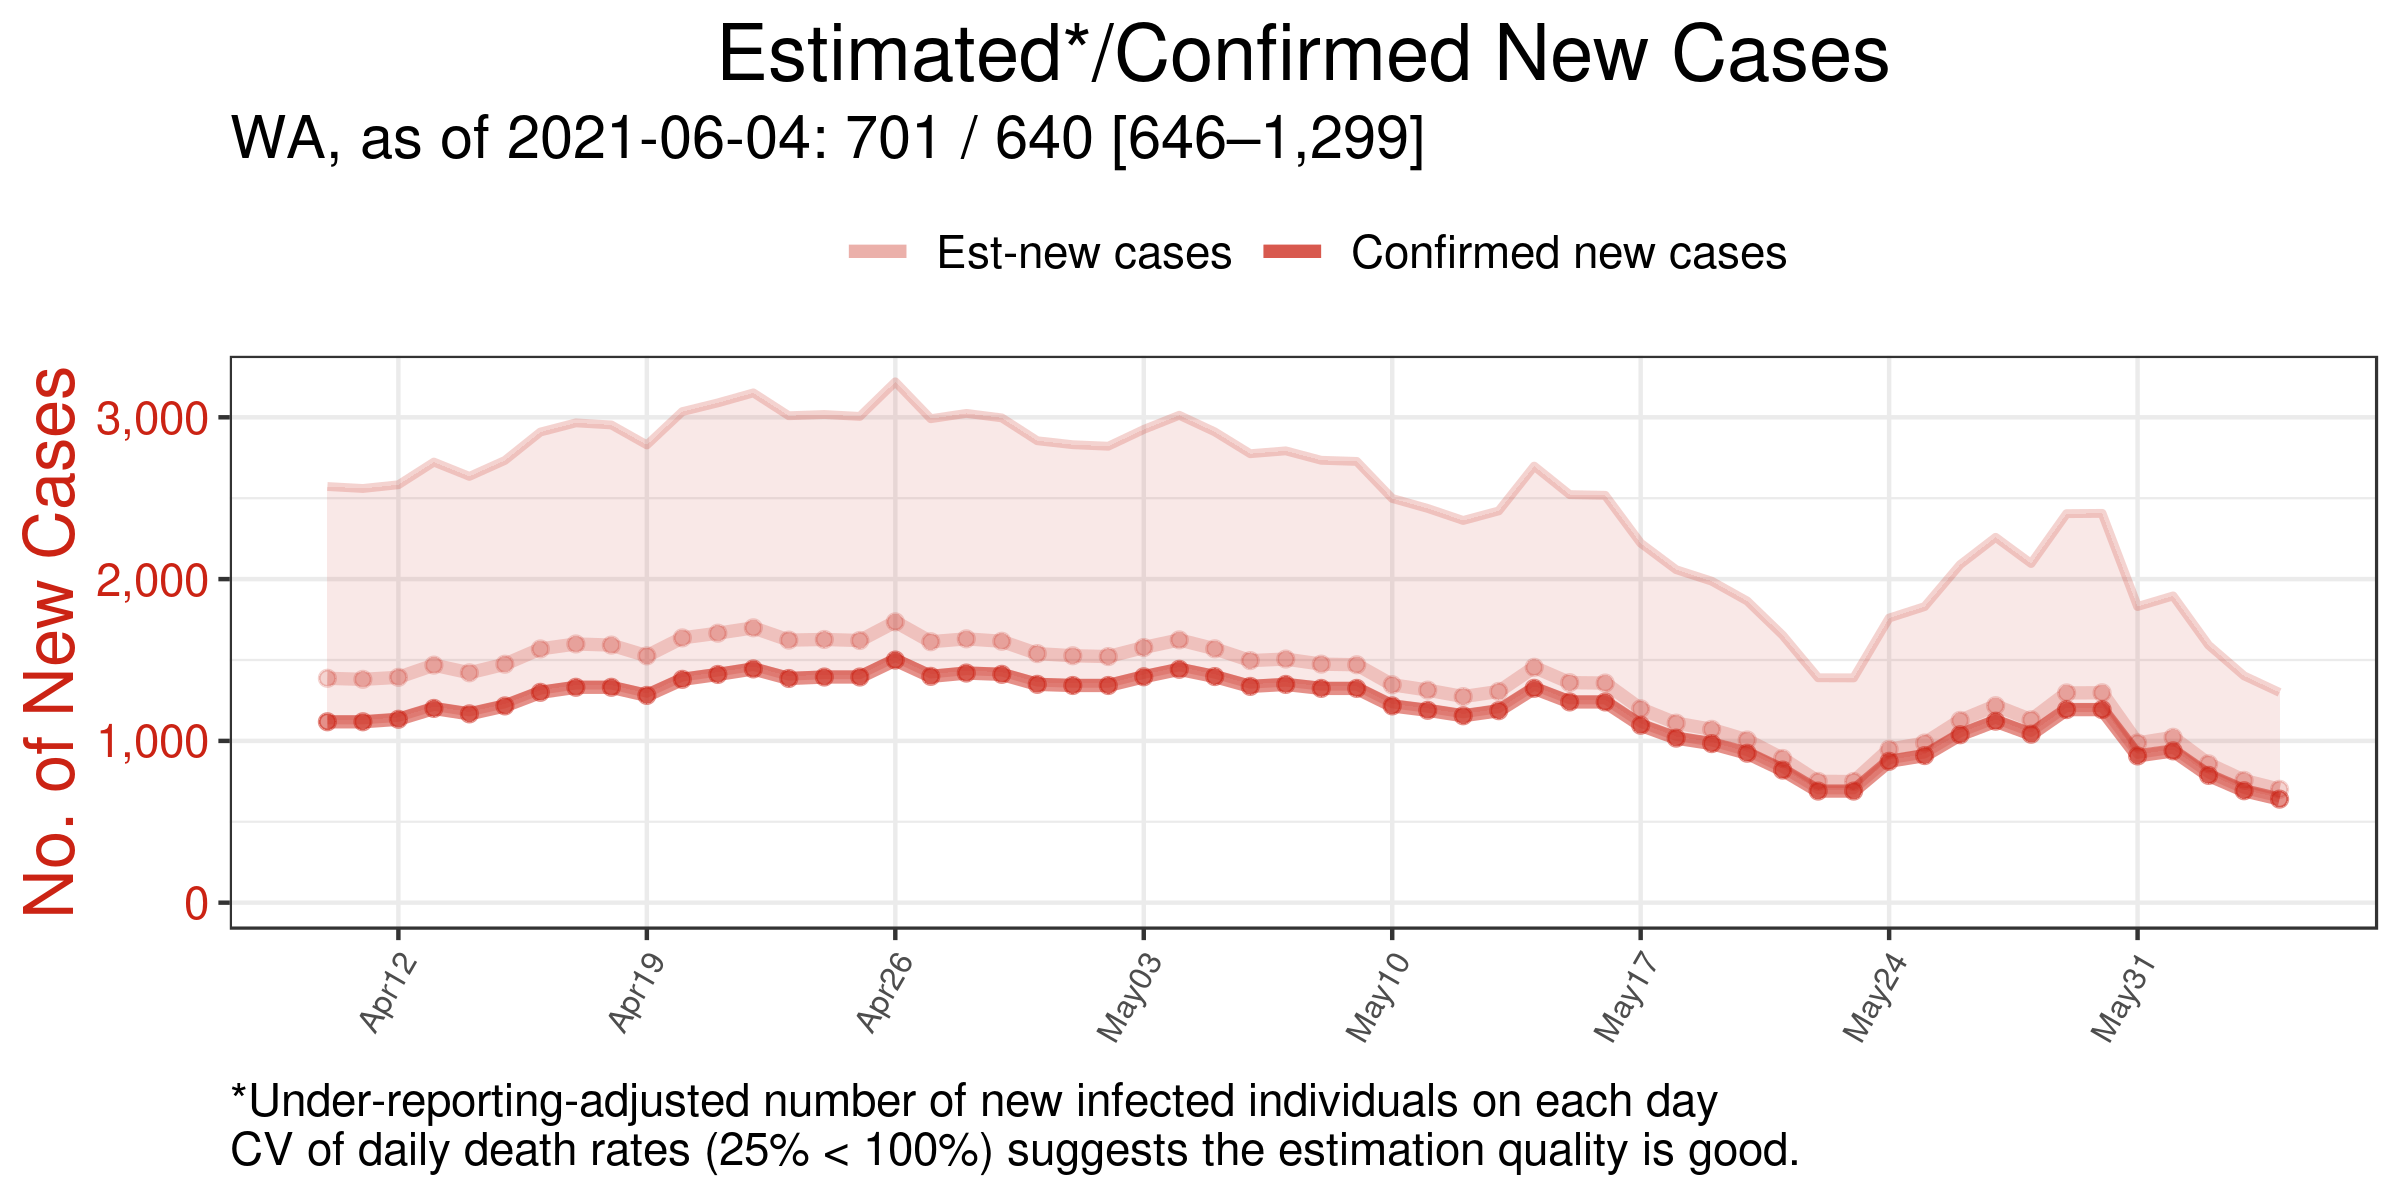 Estimated*/Confirmed New Cases
WA, as of 2021-06-04: 701 / 640 [646–1,299]
Est-new cases
Confirmed new cases
No. of New Cases
3,000
2,000
1,000
0
Apr12
Apr19
Apr26
May03
May10
May17
May24
May31
*Under-reporting-adjusted number of new infected individuals on each day
CV of daily death rates (25% < 100%) suggests the estimation quality is good.